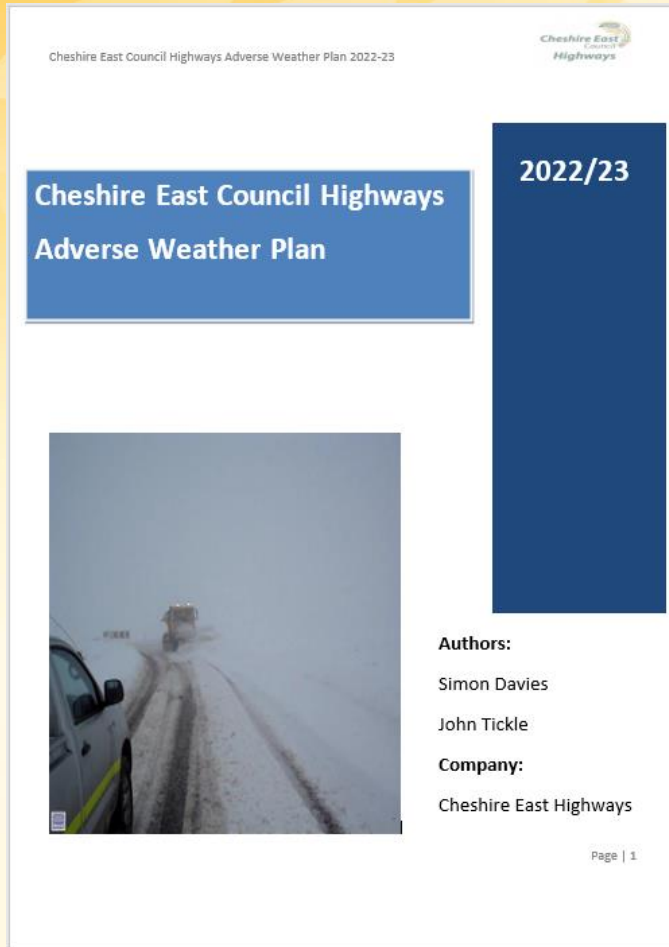 Cheshire East Council Highways Adverse Weather Plan 2022-23
Cheshire East
Council
Highways
2022/23
Cheshire East Council Highways
Adverse Weather Plan
Authors:
Simon Davies
John Tickle
Company:
Cheshire East Highways
Page | 1